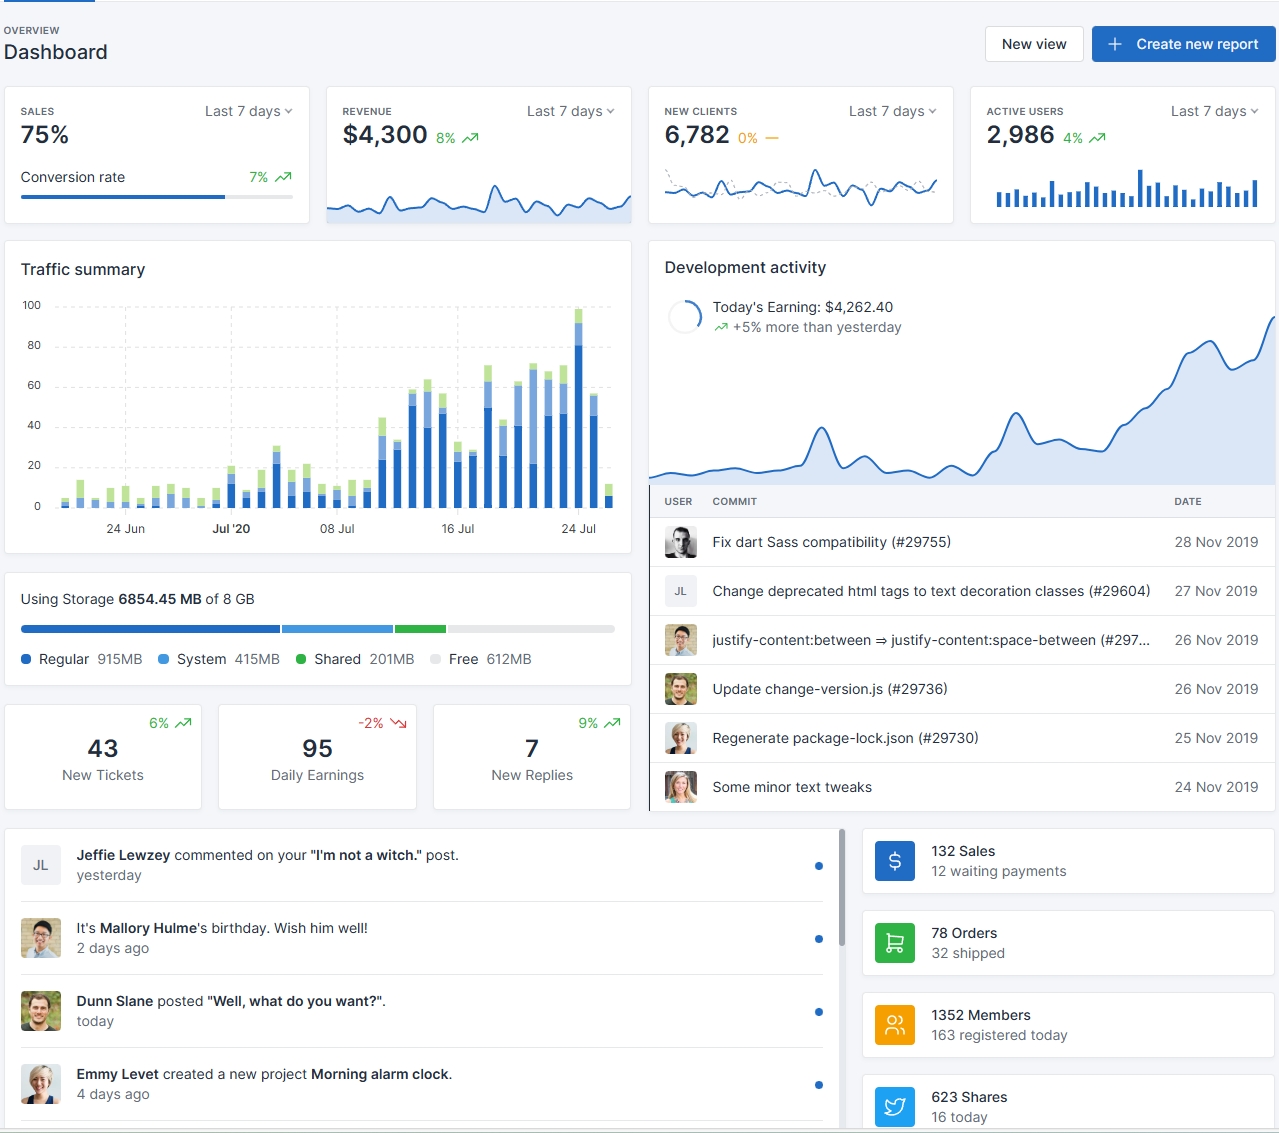 OVERVIEW
Dashboard
New view
Create new report
SALES
Last 7 days
75%
Conversion rate
7%
REVENUE
Last 7 days
$4,300 8%
NEW CLIENTS
Last 7 days
6,782 0%
ACTIVE USERS
Last 7 days
2,986 4%
Traffic summary
100
80
60
40
20
0
24 Jun
Jul '20
08 Jul
16 Jul
24 Jul
Development activity
Today's Earning: $4,262.40
+5% more than yesterday
USER COMMIT DATE
Fix dart Sass compatibility (#29755) 28 Nov 2019
JL Change deprecated html tags to text decoration classes (#29604) 27 Nov 2019
justify-content:between ⇒ justify-content:space-between (#297... 26 Nov 2019
Update change-version.js (#29736) 26 Nov 2019
Regenerate package-lock.json (#29730) 25 Nov 2019
Some minor text tweaks 24 Nov 2019
Using Storage 6854.45 MB of 8 GB
Regular 915MB System 415MB Shared 201MB Free 612MB
6%
43
New Tickets
-2%
95
Daily Earnings
9%
7
New Replies
JL
Jeffie Lewzey commented on your "I'm not a witch." post.
yesterday
It's Mallory Hulme's birthday. Wish him well!
2 days ago
Dunn Slane posted "Well, what do you want?".
today
Emmy Levet created a new project Morning alarm clock.
4 days ago
132 Sales
12 waiting payments
78 Orders
32 shipped
1352 Members
163 registered today
623 Shares
16 today